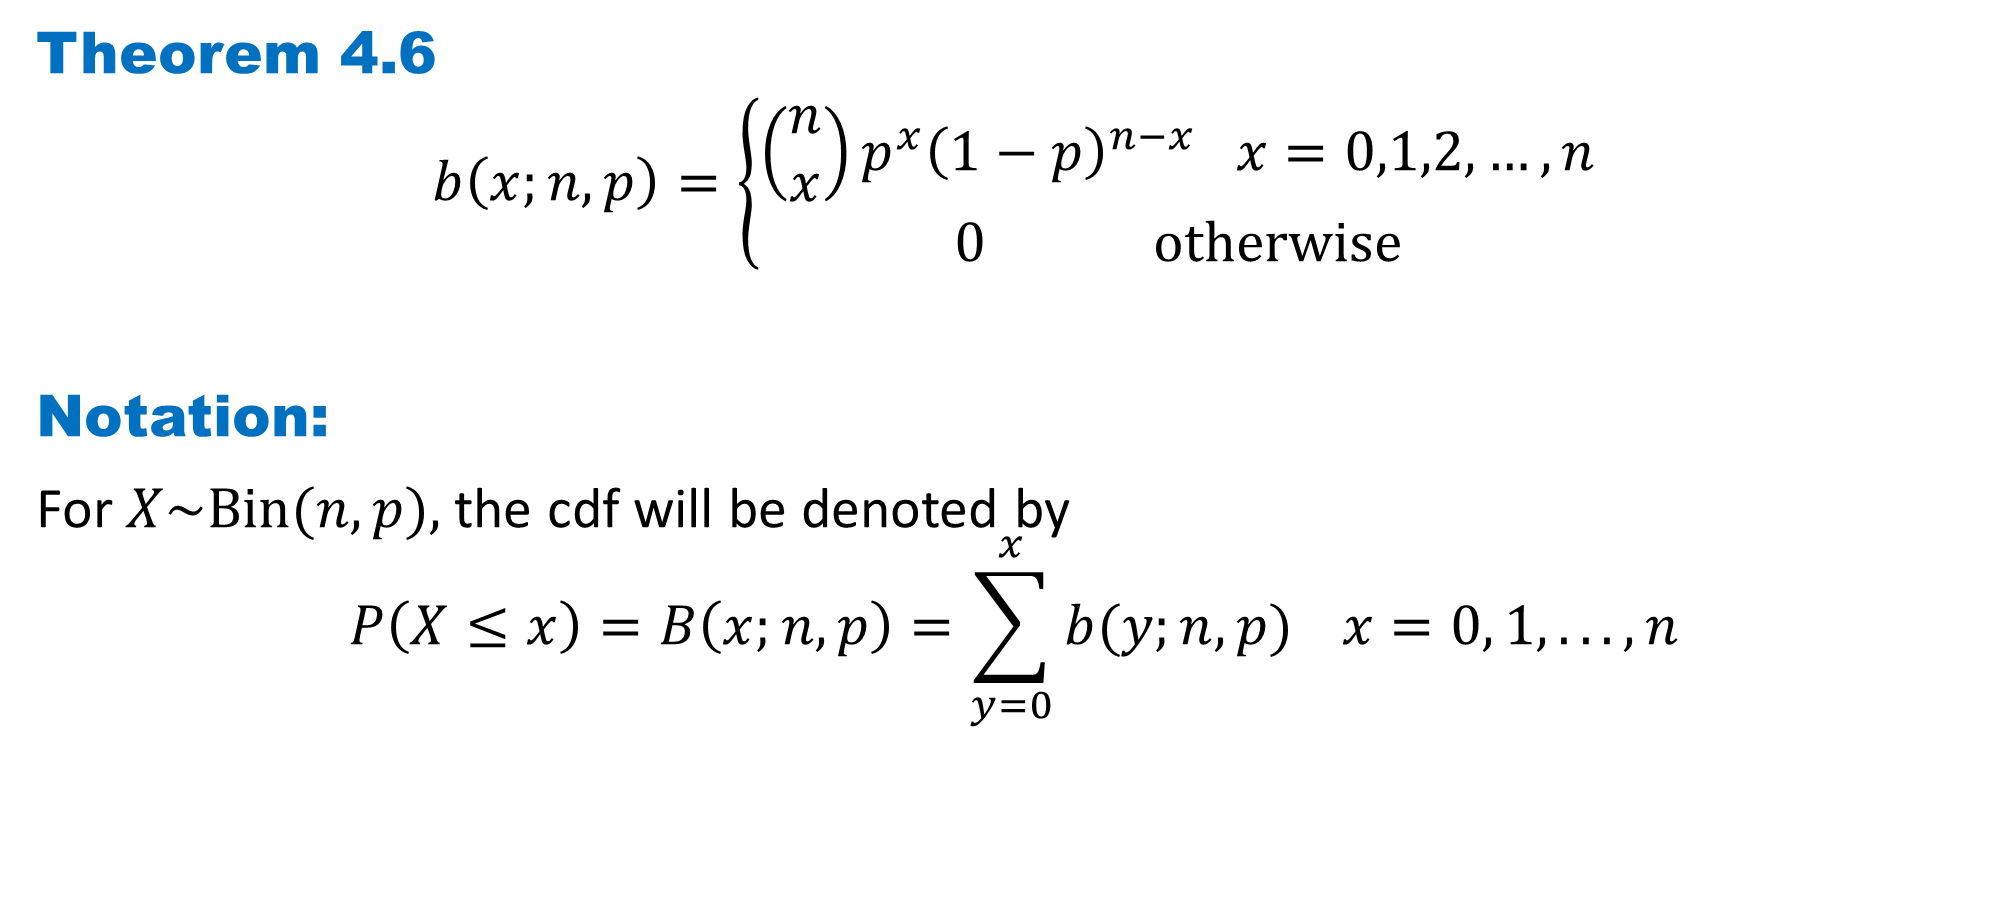 Theorem 4.6
b(x; n, p) = { (n x) pˣ(1 − p)ⁿ⁻ˣ x = 0,1,2, … , n
0 otherwise
Notation:
For X~Bin(n, p), the cdf will be denoted by
P(X ≤ x) = B(x; n, p) = ∑_{y=0}^{x} b(y; n, p) x = 0, 1, . . . , n